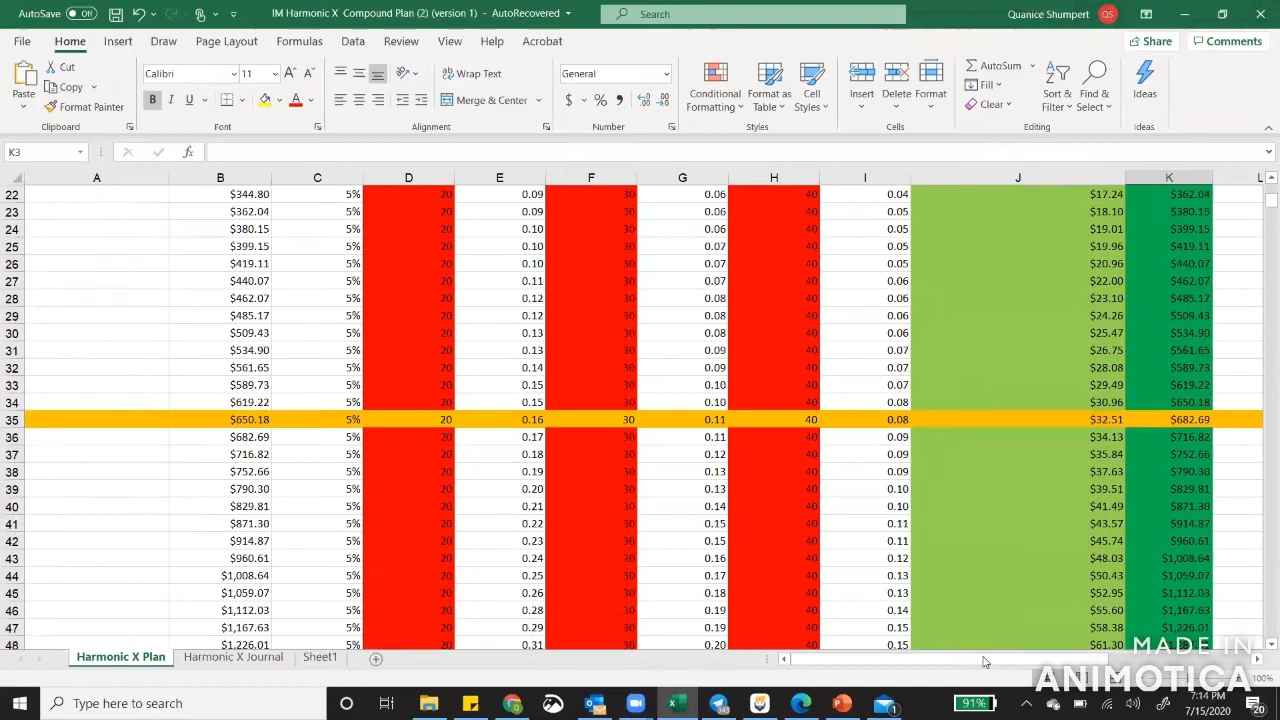 AutoSave Off IM Harmonic X Compound Plan (2) (version 1) - AutoRecovered Search Quance Shumpert QS
File Home Insert Draw Page Layout Formulas Data Review View Help Acrobat Share Comments
Paste Cut Copy Format Painter Calibri 11 B I U A Wrap Text Merge & Center General $ % Conditional Formatting Format as Table Cell Styles Insert Delete Format AutoSum Fill Clear Sort & Filter Find & Select Ideas
Clipboard Font Alignment Number Styles Cells Editing Ideas
K3 fx
A B C D E F G H I J K L
22 $344.80 5% 20 0.09 30 0.06 40 0.04 $17.24 $362.04
23 $362.04 5% 20 0.09 30 0.06 40 0.05 $18.10 $380.15
24 $380.15 5% 20 0.10 30 0.06 40 0.05 $19.01 $399.15
25 $399.15 5% 20 0.10 30 0.07 40 0.05 $19.96 $419.11
26 $419.11 5% 20 0.10 30 0.07 40 0.05 $20.96 $440.07
27 $440.07 5% 20 0.11 30 0.07 40 0.06 $22.00 $462.07
28 $462.07 5% 20 0.12 30 0.08 40 0.06 $23.10 $485.17
29 $485.17 5% 20 0.12 30 0.08 40 0.06 $24.26 $509.43
30 $509.43 5% 20 0.13 30 0.08 40 0.06 $25.47 $534.90
31 $534.90 5% 20 0.13 30 0.09 40 0.07 $26.75 $561.65
32 $561.65 5% 20 0.14 30 0.09 40 0.07 $28.08 $589.73
33 $589.73 5% 20 0.15 30 0.10 40 0.07 $29.49 $619.22
34 $619.22 5% 20 0.15 30 0.10 40 0.08 $30.96 $650.18
35 $650.18 5% 20 0.16 30 0.11 40 0.08 $32.51 $682.69
36 $682.69 5% 20 0.17 30 0.11 40 0.09 $34.13 $716.82
37 $716.82 5% 20 0.18 30 0.12 40 0.09 $35.84 $752.66
38 $752.66 5% 20 0.19 30 0.13 40 0.09 $37.63 $790.30
39 $790.30 5% 20 0.20 30 0.13 40 0.10 $39.51 $829.81
40 $829.81 5% 20 0.21 30 0.14 40 0.10 $41.49 $871.30
41 $871.30 5% 20 0.22 30 0.15 40 0.11 $43.57 $914.87
42 $914.87 5% 20 0.23 30 0.15 40 0.11 $45.74 $960.61
43 $960.61 5% 20 0.24 30 0.16 40 0.12 $48.03 $1,008.64
44 $1,008.64 5% 20 0.25 30 0.17 40 0.13 $50.43 $1,059.07
45 $1,059.07 5% 20 0.26 30 0.18 40 0.13 $52.95 $1,112.03
46 $1,112.03 5% 20 0.28 30 0.19 40 0.14 $55.60 $1,167.63
47 $1,167.63 5% 20 0.29 30 0.19 40 0.15 $58.38 $1,226.01
48 $1,226.01 5% 20 0.31 30 0.20 40 0.15 $61.30
Harmonic X Plan Harmonic X Journal Sheet1
MADE IN
ANIMOTICA
100%
Type here to search 91% 7:14 PM
7/15/2020 20